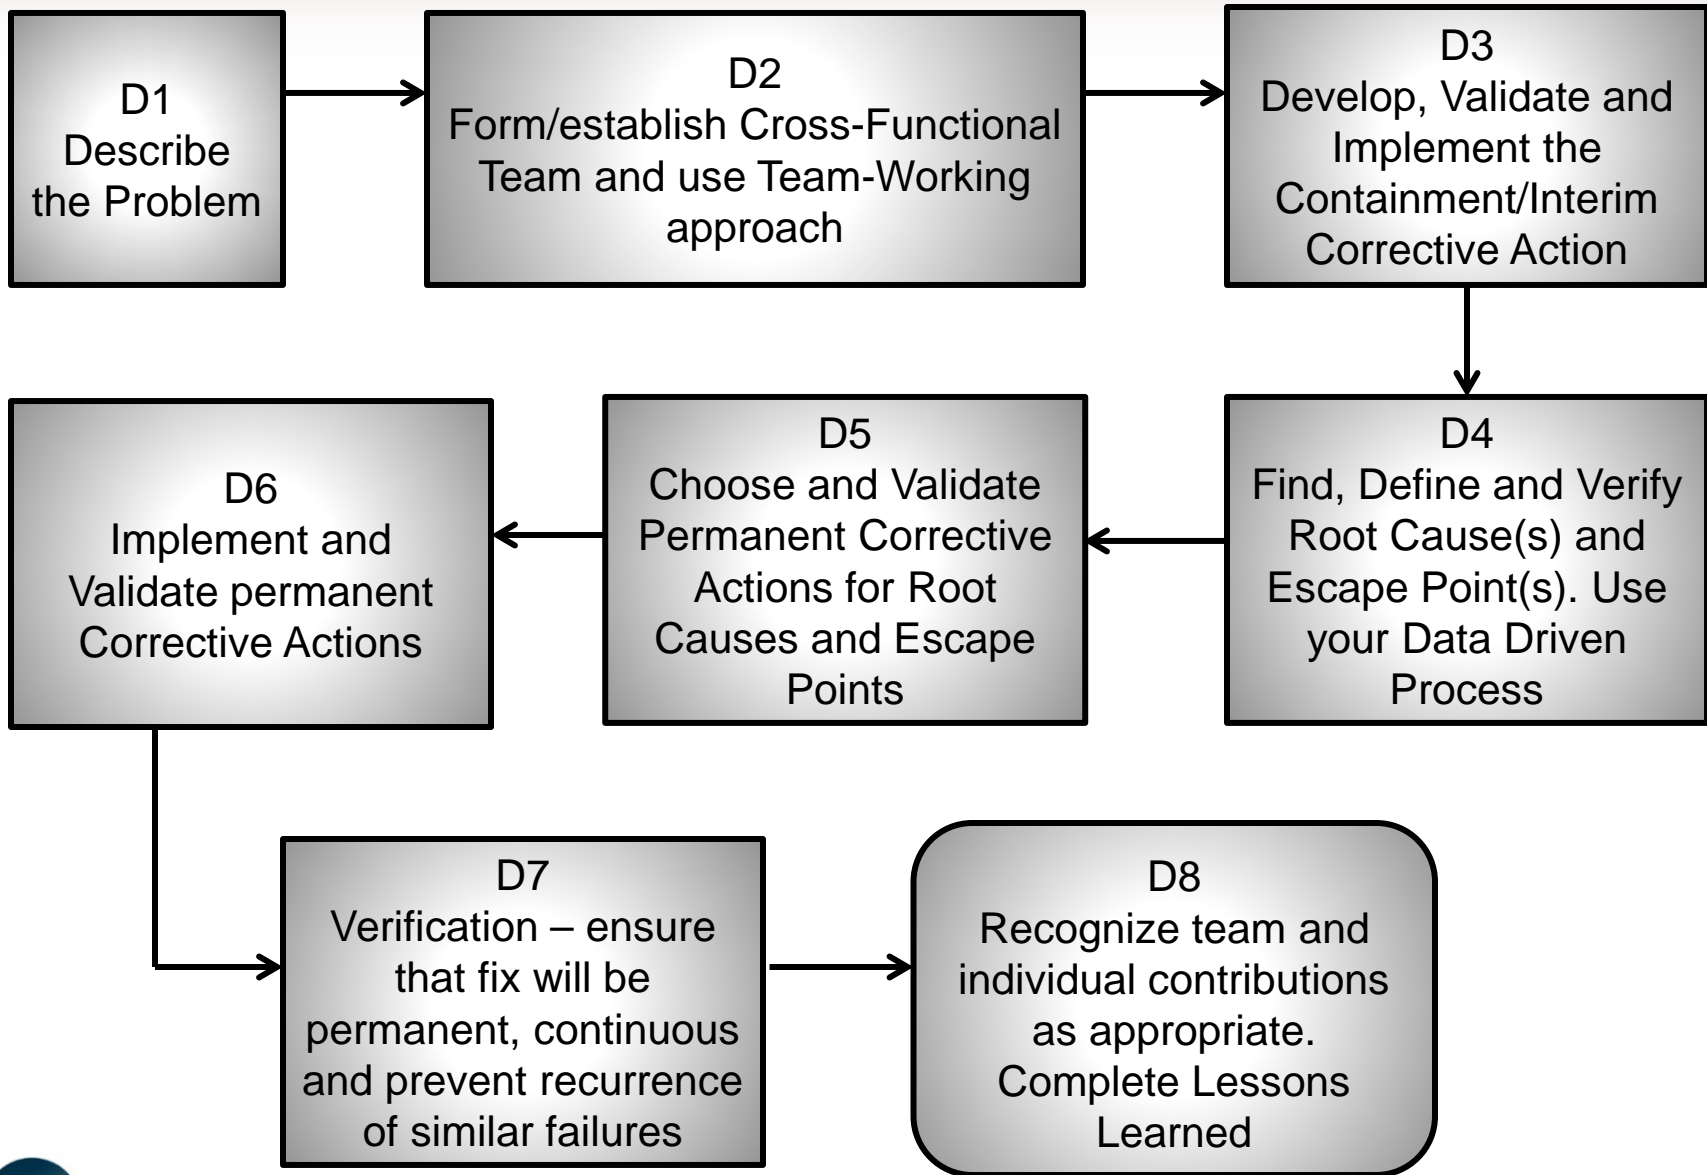 D1
Describe
the Problem
D2
Form/establish Cross-Functional
Team and use Team-Working
approach
D3
Develop, Validate and
Implement the
Containment/Interim
Corrective Action
D4
Find, Define and Verify
Root Cause(s) and
Escape Point(s). Use
your Data Driven
Process
D5
Choose and Validate
Permanent Corrective
Actions for Root
Causes and Escape
Points
D6
Implement and
Validate permanent
Corrective Actions
D7
Verification – ensure
that fix will be
permanent, continuous
and prevent recurrence
of similar failures
D8
Recognize team and
individual contributions
as appropriate.
Complete Lessons
Learned